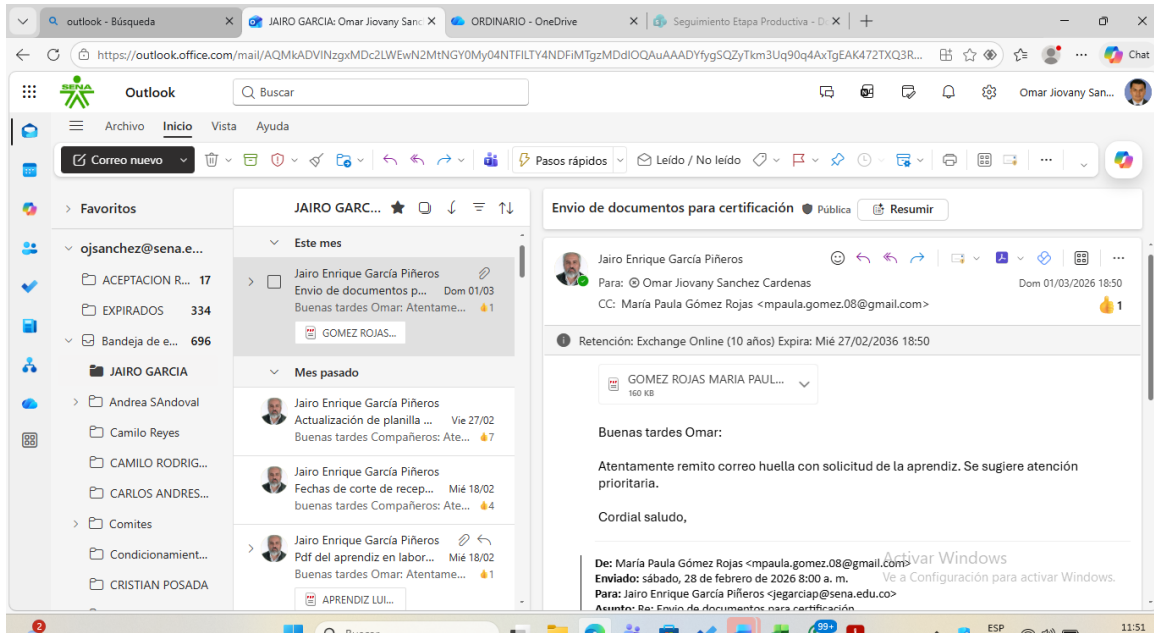 outlook - Búsqueda
JAIRO GARCIA: Omar Jiovany Sanc
ORDINARIO - OneDrive
Seguimiento Etapa Productiva - D
https://outlook.office.com/mail/AQMkADVINzgxMDc2LWEwN2MtNGY0My04NTFlLTY4NDFiMTgzMDdlOQAuAAADYfygSQZyTkm3Uq90q4AxTgEAK472TXQ3R...
Chat
SENA
Outlook
Buscar
Omar Jiovany San...
Archivo
Inicio
Vista
Ayuda
Correo nuevo
Pasos rápidos
Leído / No leído
Favoritos
ojsanchez@sena.e...
ACEPTACION R... 17
EXPIRADOS 334
Bandeja de e... 696
JAIRO GARCIA
Andrea SAndoval
Camilo Reyes
CAMILO RODRIG...
CARLOS ANDRES...
Comites
Condicionamient...
CRISTIAN POSADA
JAIRO GARC...
Este mes
Jairo Enrique García Piñeros
Envio de documentos p... Dom 01/03
Buenas tardes Omar: Atentame... 1
GOMEZ ROJAS...
Mes pasado
Jairo Enrique García Piñeros
Actualización de planilla ... Vie 27/02
Buenas tardes Compañeros: Ate... 7
Jairo Enrique García Piñeros
Fechas de corte de recep... Mié 18/02
buenas tardes Compañeros: Ate... 4
Jairo Enrique García Piñeros
Pdf del aprendiz en labor... Mié 18/02
Buenas tardes Omar: Atentame... 1
APRENDIZ LUI...
Envio de documentos para certificación Pública Resumir
Jairo Enrique García Piñeros
Para: Omar Jiovany Sanchez Cardenas
Dom 01/03/2026 18:50
CC: María Paula Gómez Rojas <mpaula.gomez.08@gmail.com>
1
Retención: Exchange Online (10 años) Expira: Mié 27/02/2036 18:50
GOMEZ ROJAS MARIA PAUL...
160 KB
Buenas tardes Omar:
Atentamente remito correo huella con solicitud de la aprendiz. Se sugiere atención
prioritaria.
Cordial saludo,
De: María Paula Gómez Rojas <mpaula.gomez.08@gmail.com>
Enviado: sábado, 28 de febrero de 2026 8:00 a. m.
Para: Jairo Enrique García Piñeros <jegarciap@sena.edu.co>
Asunto: Re: Envio de documentos para certificación
Activar Windows
Ve a Configuración para activar Windows.
2
Buscar
99+
ESP
11:51